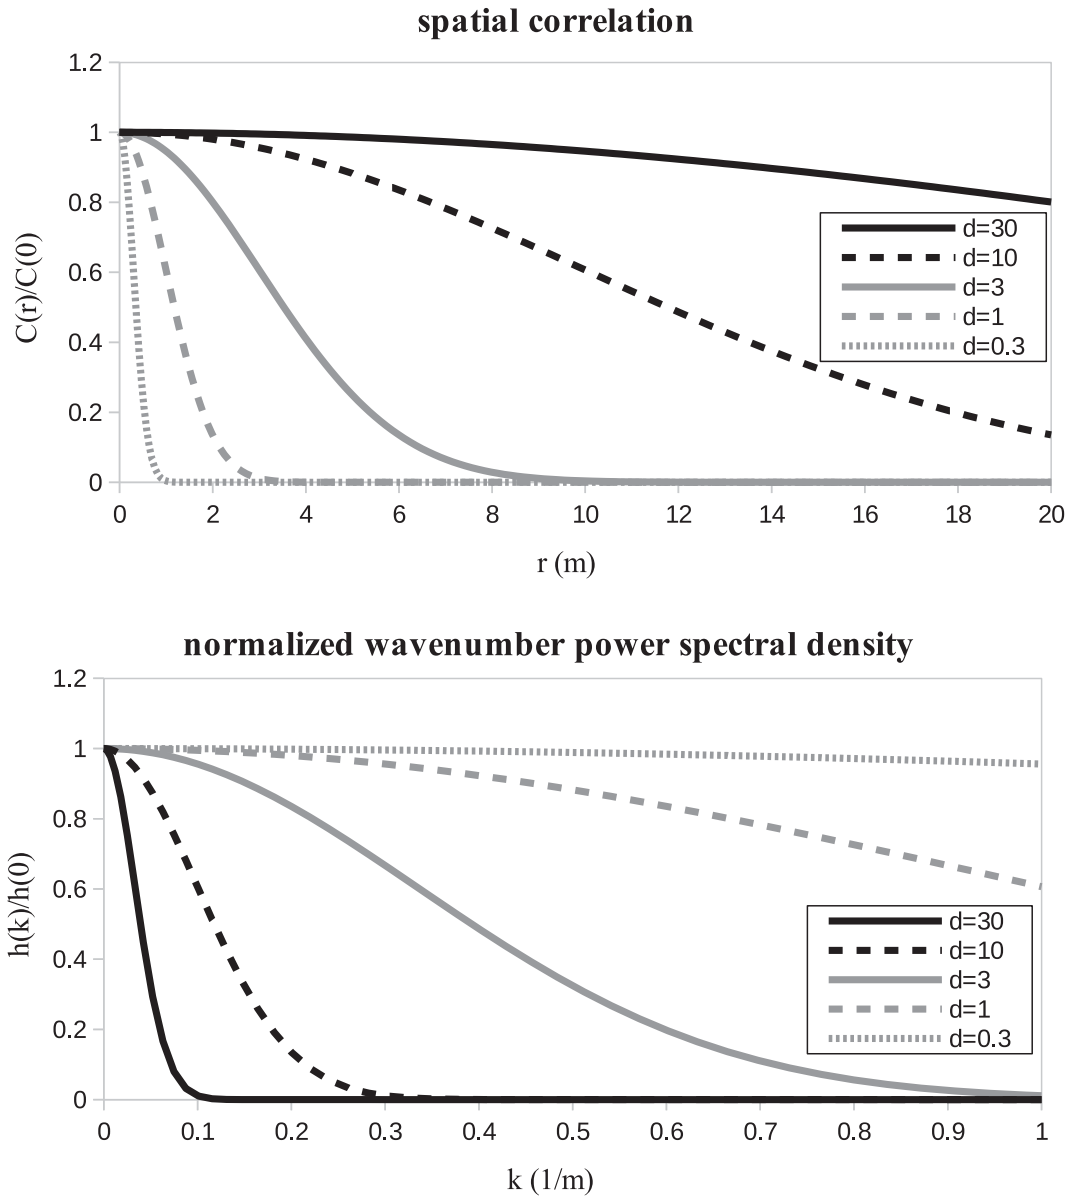 spatial correlation
1.2
1
0.8
0.6
0.4
0.2
0
C(r)/C(0)
d=30
d=10
d=3
d=1
d=0.3
0 2 4 6 8 10 12 14 16 18 20
r (m)
normalized wavenumber power spectral density
1.2
1
0.8
0.6
0.4
0.2
0
h(k)/h(0)
d=30
d=10
d=3
d=1
d=0.3
0 0.1 0.2 0.3 0.4 0.5 0.6 0.7 0.8 0.9 1
k (1/m)